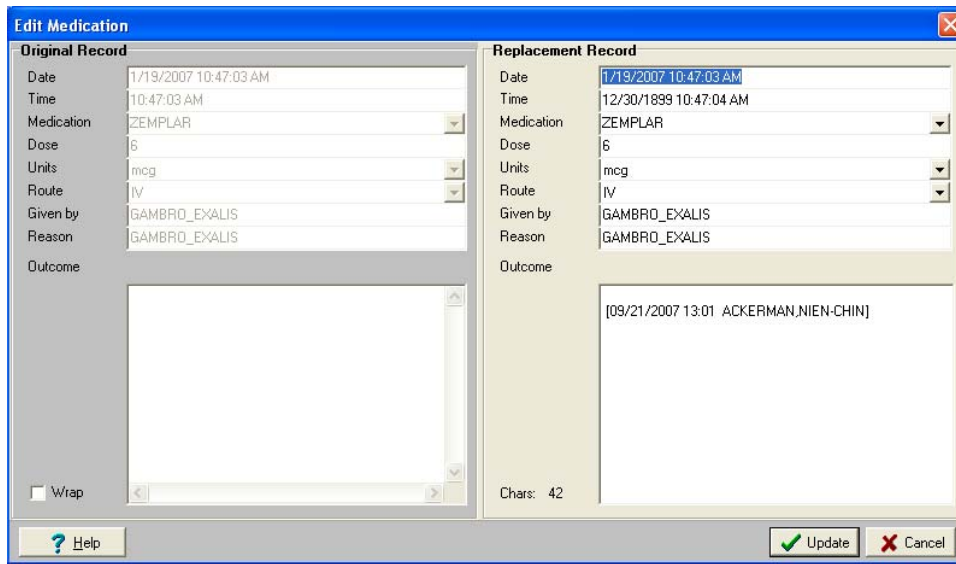 Edit Medication
Original Record
Date 1/19/2007 10:47:03 AM
Time 10:47:03 AM
Medication ZEMPLAR
Dose 6
Units mcg
Route IV
Given by GAMBRO_EXALIS
Reason GAMBRO_EXALIS
Outcome
Wrap
Replacement Record
Date 1/19/2007 10:47:03 AM
Time 12/30/1899 10:47:04 AM
Medication ZEMPLAR
Dose 6
Units mcg
Route IV
Given by GAMBRO_EXALIS
Reason GAMBRO_EXALIS
Outcome
[09/21/2007 13:01 ACKERMAN,NIEN-CHIN]
Chars: 42
? Help
Update
Cancel